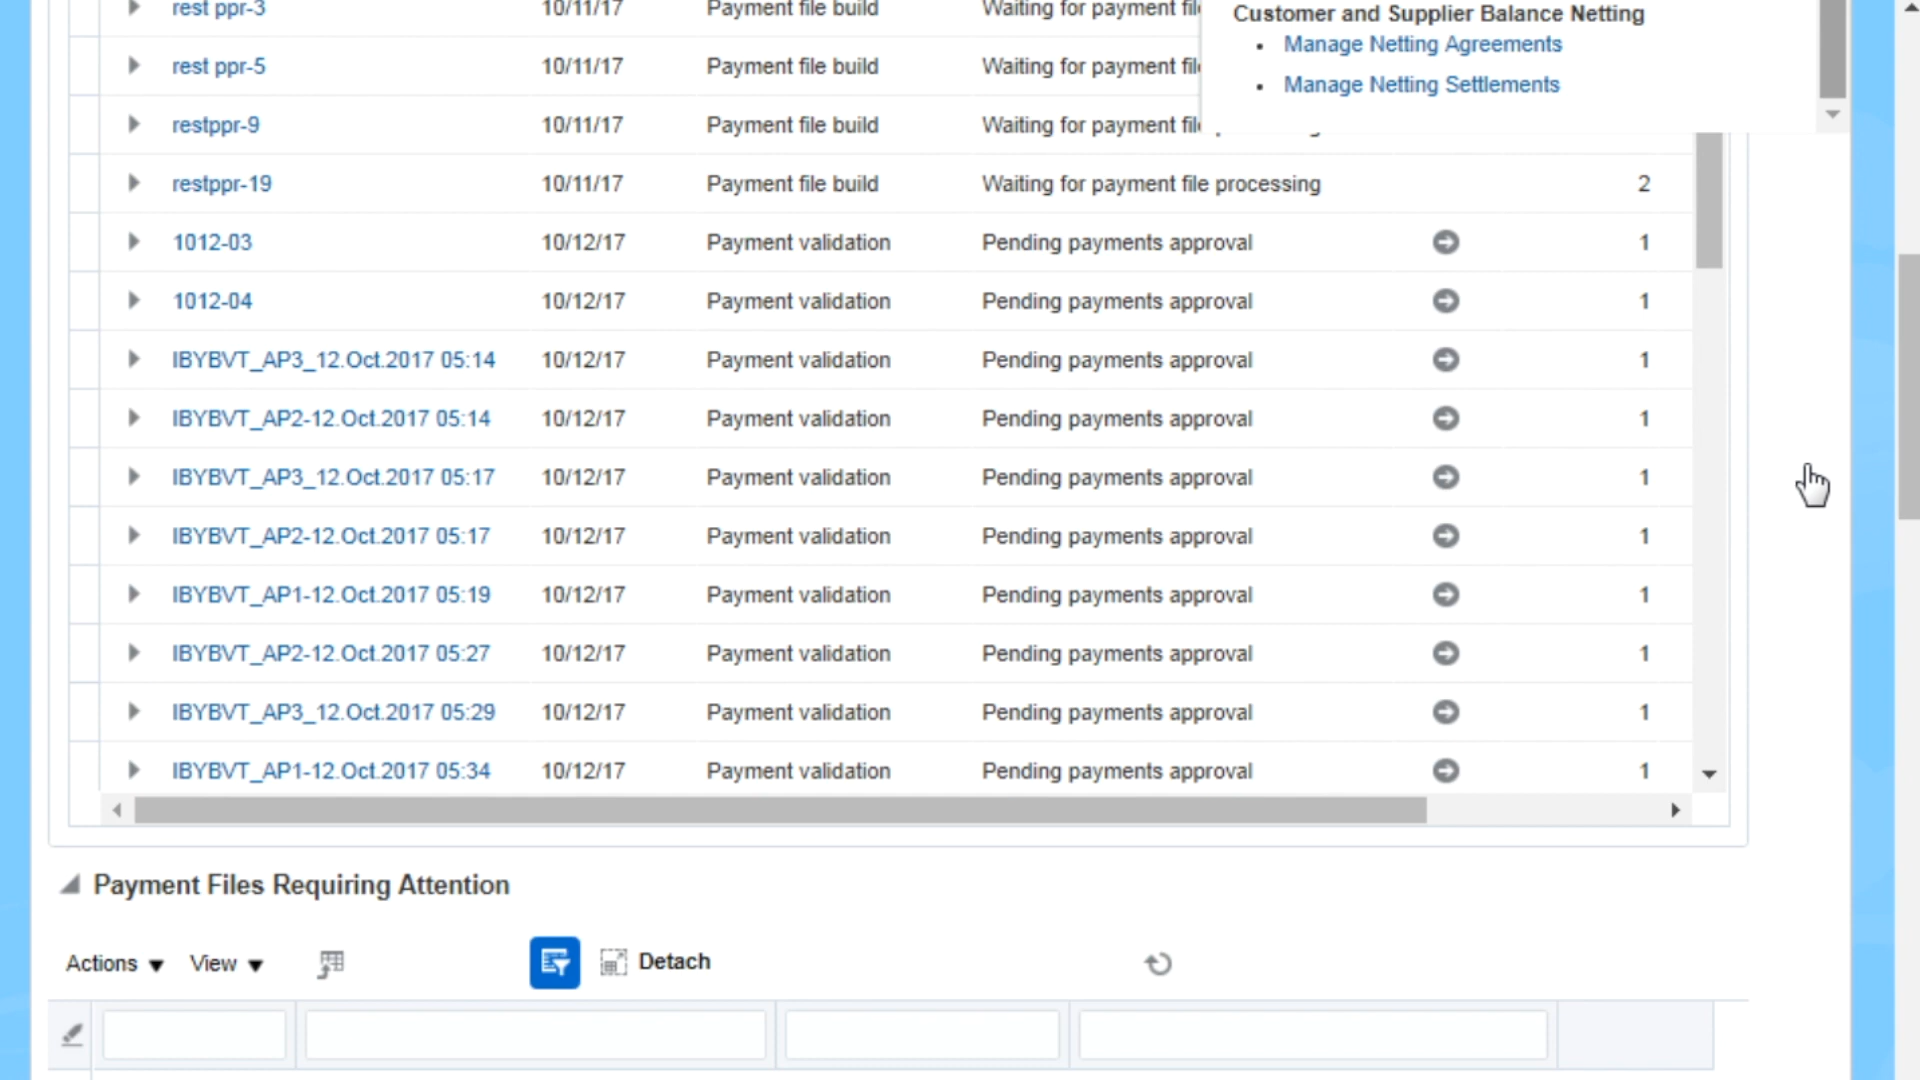 rest ppr-3 10/11/17 Payment file build Waiting for payment
Customer and Supplier Balance Netting
• Manage Netting Agreements
rest ppr-5 10/11/17 Payment file build Waiting for payment
• Manage Netting Settlements
restppr-9 10/11/17 Payment file build Waiting for payment
restppr-19 10/11/17 Payment file build Waiting for payment file processing 2
1012-03 10/12/17 Payment validation Pending payments approval 1
1012-04 10/12/17 Payment validation Pending payments approval 1
IBYBVT_AP3_12.Oct.2017 05:14 10/12/17 Payment validation Pending payments approval 1
IBYBVT_AP2-12.Oct.2017 05:14 10/12/17 Payment validation Pending payments approval 1
IBYBVT_AP3_12.Oct.2017 05:17 10/12/17 Payment validation Pending payments approval 1
IBYBVT_AP2-12.Oct.2017 05:17 10/12/17 Payment validation Pending payments approval 1
IBYBVT_AP1-12.Oct.2017 05:19 10/12/17 Payment validation Pending payments approval 1
IBYBVT_AP2-12.Oct.2017 05:27 10/12/17 Payment validation Pending payments approval 1
IBYBVT_AP3_12.Oct.2017 05:29 10/12/17 Payment validation Pending payments approval 1
IBYBVT_AP1-12.Oct.2017 05:34 10/12/17 Payment validation Pending payments approval 1
Payment Files Requiring Attention
Actions View Detach